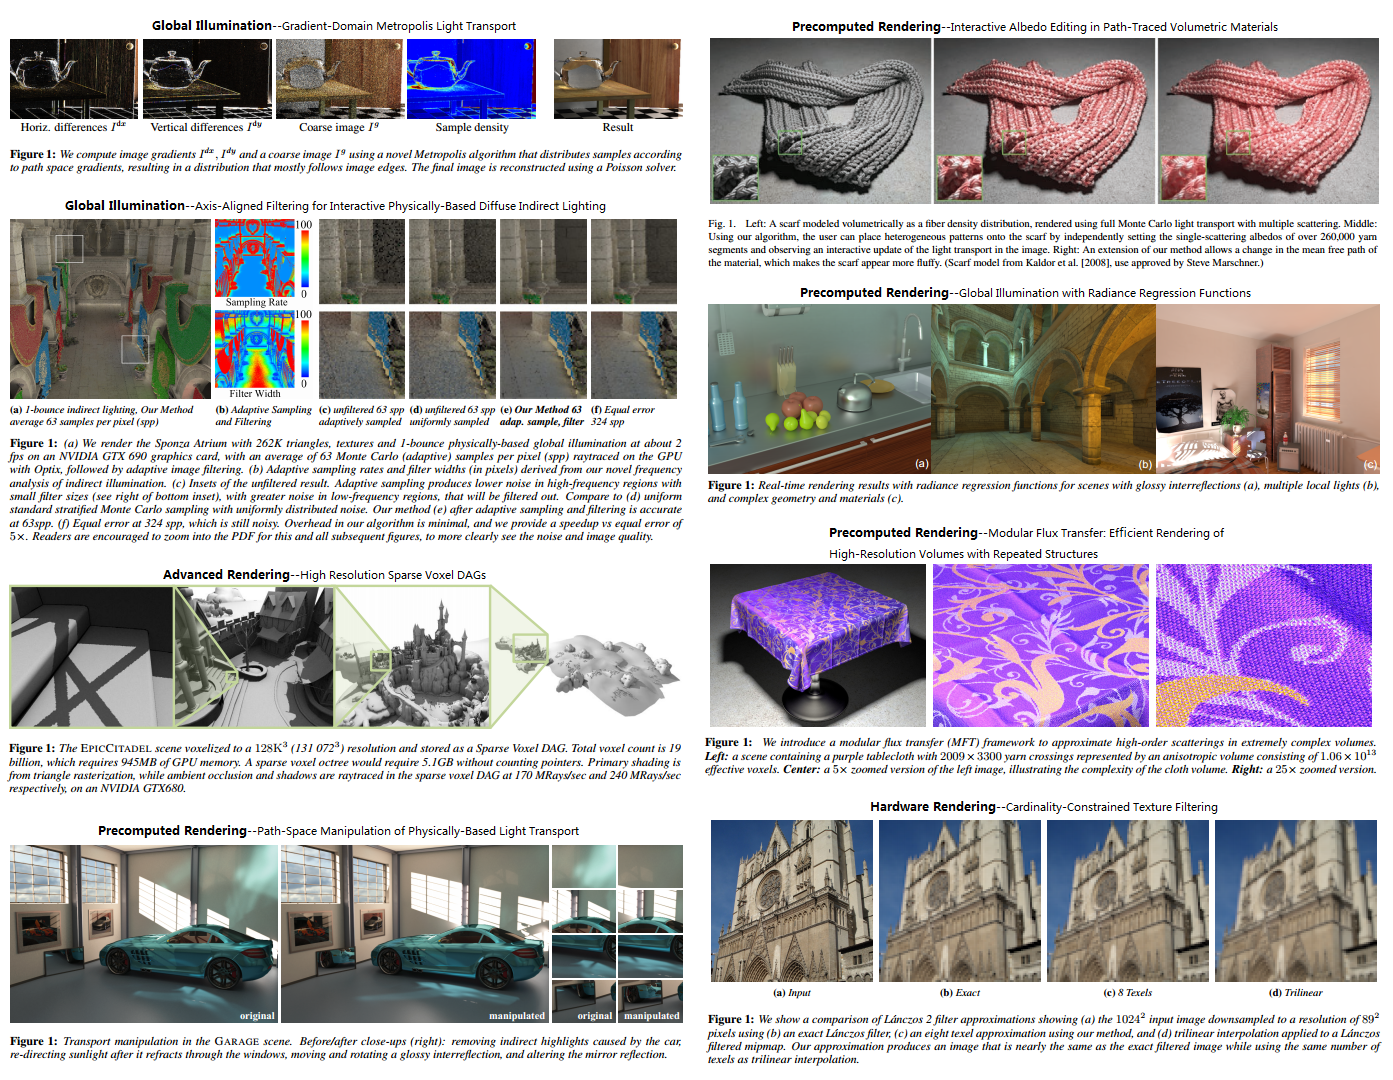 Global Illumination--Gradient-Domain Metropolis Light Transport
Horiz. differences I^dx
Vertical differences I^dy
Coarse image I^g
Sample density
Result
Figure 1: We compute image gradients I^dx, I^dy and a coarse image I^g using a novel Metropolis algorithm that distributes samples according
to path space gradients, resulting in a distribution that mostly follows image edges. The final image is reconstructed using a Poisson solver.
Global Illumination--Axis-Aligned Filtering for Interactive Physically-Based Diffuse Indirect Lighting
100
0
Sampling Rate
100
0
Filter Width
(a) 1-bounce indirect lighting, Our Method
average 63 samples per pixel (spp)
(b) Adaptive Sampling
and Filtering
(c) unfiltered 63 spp
adaptively sampled
(d) unfiltered 63 spp
uniformly sampled
(e) Our Method 63
adap. sample, filter
(f) Equal error
324 spp
Figure 1: (a) We render the Sponza Atrium with 262K triangles, textures and 1-bounce physically-based global illumination at about 2
fps on an NVIDIA GTX 690 graphics card, with an average of 63 Monte Carlo (adaptive) samples per pixel (spp) raytraced on the GPU
with Optix, followed by adaptive image filtering. (b) Adaptive sampling rates and filter widths (in pixels) derived from our novel frequency
analysis of indirect illumination. (c) Insets of the unfiltered result. Adaptive sampling produces lower noise in high-frequency regions with
small filter sizes (see right of bottom inset), with greater noise in low-frequency regions, that will be filtered out. Compare to (d) uniform
standard stratified Monte Carlo sampling with uniformly distributed noise. Our method (e) after adaptive sampling and filtering is accurate
at 63spp. (f) Equal error at 324 spp, which is still noisy. Overhead in our algorithm is minimal, and we provide a speedup vs equal error of
5×. Readers are encouraged to zoom into the PDF for this and all subsequent figures, to more clearly see the noise and image quality.
Advanced Rendering--High Resolution Sparse Voxel DAGs
Figure 1: The EPICCITADEL scene voxelized to a 128K³ (131 072³) resolution and stored as a Sparse Voxel DAG. Total voxel count is 19
billion, which requires 945MB of GPU memory. A sparse voxel octree would require 5.1GB without counting pointers. Primary shading is
from triangle rasterization, while ambient occlusion and shadows are raytraced in the sparse voxel DAG at 170 MRays/sec and 240 MRays/sec
respectively, on an NVIDIA GTX680.
Precomputed Rendering--Path-Space Manipulation of Physically-Based Light Transport
original
manipulated
original
manipulated
Figure 1: Transport manipulation in the GARAGE scene. Before/after close-ups (right): removing indirect highlights caused by the car,
re-directing sunlight after it refracts through the windows, moving and rotating a glossy interreflection, and altering the mirror reflection.
Precomputed Rendering--Interactive Albedo Editing in Path-Traced Volumetric Materials
Fig. 1. Left: A scarf modeled volumetrically as a fiber density distribution, rendered using full Monte Carlo light transport with multiple scattering. Middle:
Using our algorithm, the user can place heterogeneous patterns onto the scarf by independently setting the single-scattering albedos of over 260,000 yarn
segments and observing an interactive update of the light transport in the image. Right: An extension of our method allows a change in the mean free path of
the material, which makes the scarf appear more fluffy. (Scarf model from Kaldor et al. [2008], use approved by Steve Marschner.)
Precomputed Rendering--Global Illumination with Radiance Regression Functions
(a)
(b)
(c)
Figure 1: Real-time rendering results with radiance regression functions for scenes with glossy interreflections (a), multiple local lights (b),
and complex geometry and materials (c).
Precomputed Rendering--Modular Flux Transfer: Efficient Rendering of
High-Resolution Volumes with Repeated Structures
Figure 1: We introduce a modular flux transfer (MFT) framework to approximate high-order scatterings in extremely complex volumes.
Left: a scene containing a purple tablecloth with 2009 × 3300 yarn crossings represented by an anisotropic volume consisting of 1.06 × 10¹³
effective voxels. Center: a 5× zoomed version of the left image, illustrating the complexity of the cloth volume. Right: a 25× zoomed version.
Hardware Rendering--Cardinality-Constrained Texture Filtering
(a) Input
(b) Exact
(c) 8 Texels
(d) Trilinear
Figure 1: We show a comparison of Lánczos 2 filter approximations showing (a) the 1024² input image downsampled to a resolution of 89²
pixels using (b) an exact Lánczos filter, (c) an eight texel approximation using our method, and (d) trilinear interpolation applied to a Lánczos
filtered mipmap. Our approximation produces an image that is nearly the same as the exact filtered image while using the same number of
texels as trilinear interpolation.